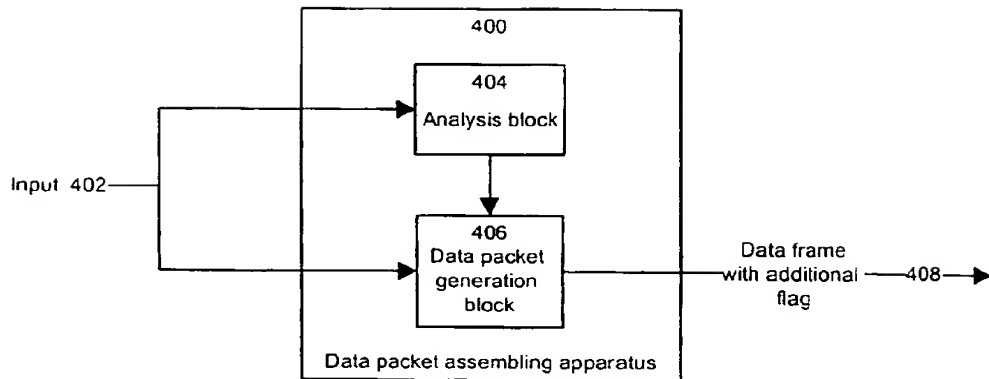 400
404
Analysis block
Input 402
406
Data packet
generation
block
Data frame
with additional
flag
408
Data packet assembling apparatus